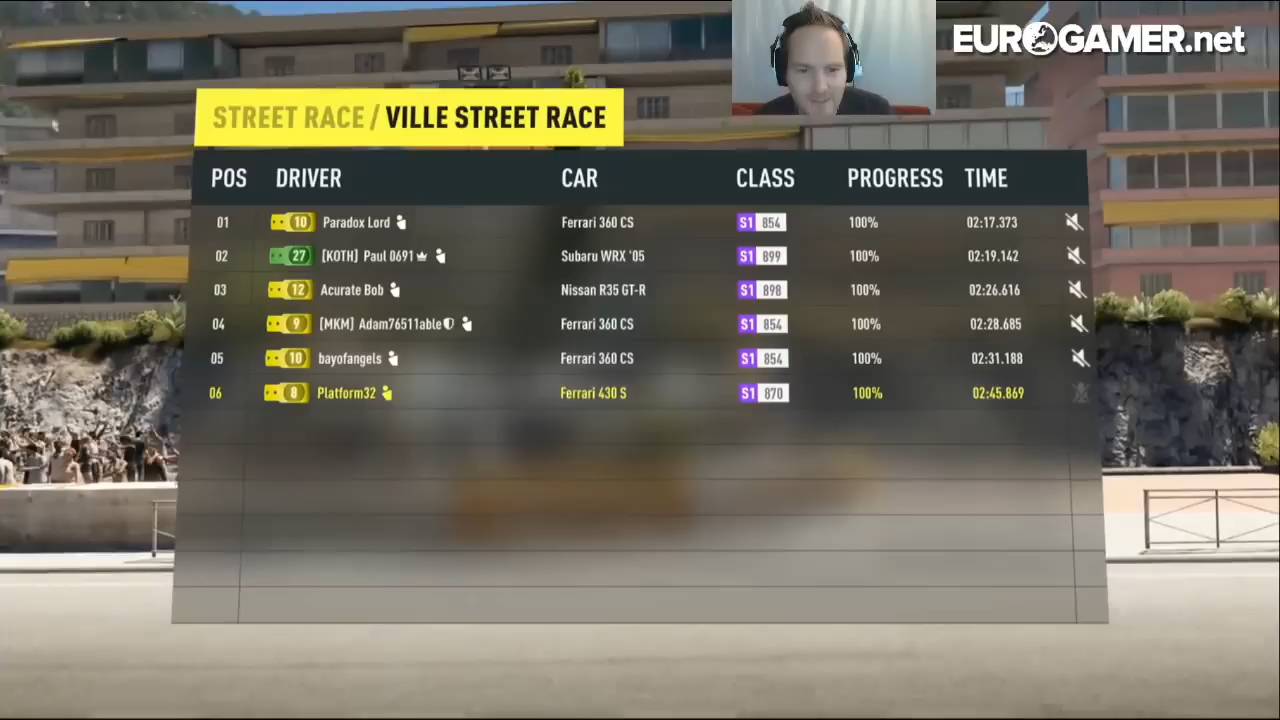 EUROGAMER.net
STREET RACE / VILLE STREET RACE
POS DRIVER CAR CLASS PROGRESS TIME
01 10 Paradox Lord Ferrari 360 CS S1 854 100% 02:17.373
02 27 [KOTH] Paul 0691 Subaru WRX '05 S1 899 100% 02:19.142
03 12 Acurate Bob Nissan R35 GT-R S1 898 100% 02:26.616
04 9 [MKM] Adam76511able Ferrari 360 CS S1 854 100% 02:28.685
05 10 bayofangels Ferrari 360 CS S1 854 100% 02:31.188
06 8 Platform32 Ferrari 430 S S1 870 100% 02:45.869